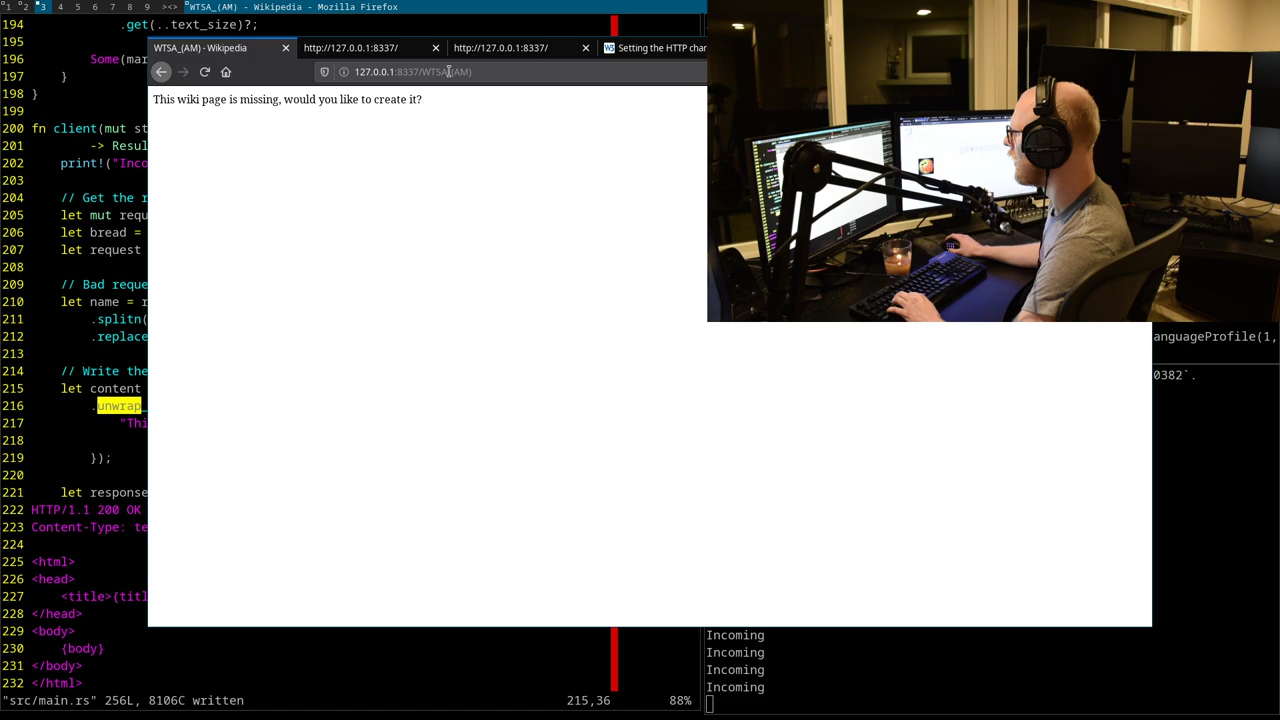 1 2 3 4 5 6 7 8 9 >< > WTSA_(AM) - Wikipedia - Mozilla Firefox
194 .get(..text_size)?;
195
196 Some(mar
197 }
198 }
199
200 fn client(mut st
201 -> Resul
202 print!("Inco
203
204 // Get the r
205 let mut requ
206 let bread =
207 let request
208
209 // Bad reque
210 let name = r
211 .splitn(
212 .replace
213
214 // Write the
215 let content
216 .unwrap_
217 "Thi
218
219 });
220
221 let response
222 HTTP/1.1 200 OK
223 Content-Type: te
224
225 <html>
226 <head>
227 <title>{titl
228 </head>
229 <body>
230 {body}
231 </body>
232 </html>
"src/main.rs" 256L, 8106C written 215,36 88%
WTSA_(AM) - Wikipedia http://127.0.0.1:8337/ http://127.0.0.1:8337/ Setting the HTTP char
127.0.0.1:8337/WTSA_(AM)
This wiki page is missing, would you like to create it?
anguageProfile(1,
0382`.
Incoming
Incoming
Incoming
Incoming